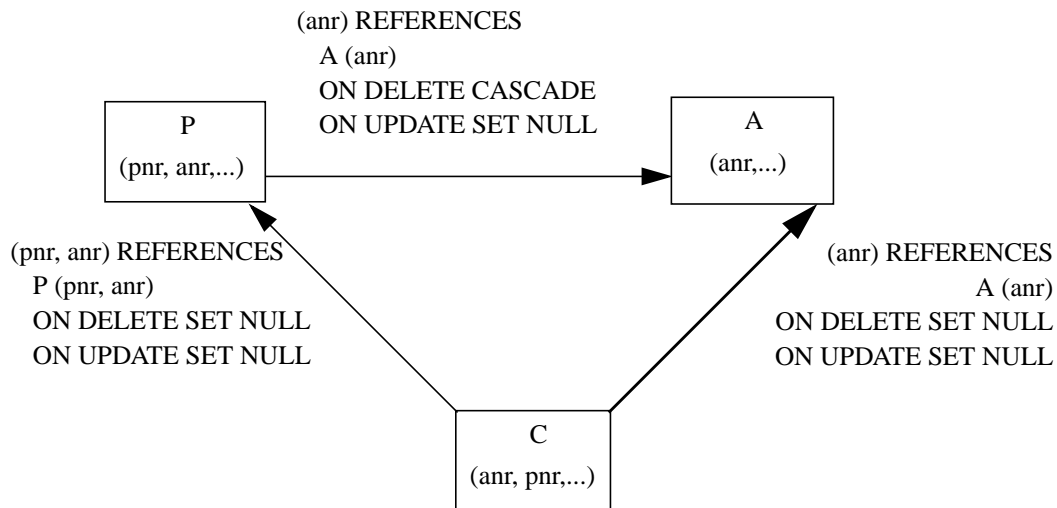 (anr) REFERENCES
A (anr)
ON DELETE CASCADE
ON UPDATE SET NULL
P
(pnr, anr,...)
A
(anr,...)
(pnr, anr) REFERENCES
P (pnr, anr)
ON DELETE SET NULL
ON UPDATE SET NULL
(anr) REFERENCES
A (anr)
ON DELETE SET NULL
ON UPDATE SET NULL
C
(anr, pnr,...)